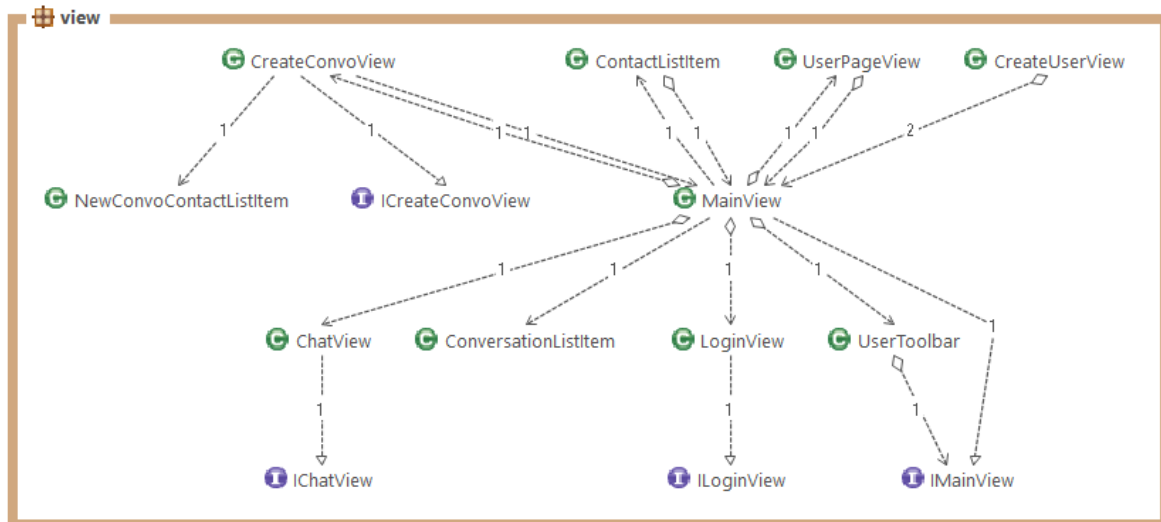 view
C CreateConvoView C ContactListItem C UserPageView C CreateUserView
1 1 1 1 1 1 1 1 2
C NewConvoContactListItem I ICreateConvoView C MainView
1 1 1 1
C ChatView C ConversationListItem C LoginView C UserToolbar 1
1 1 1
I IChatView I ILoginView I IMainView